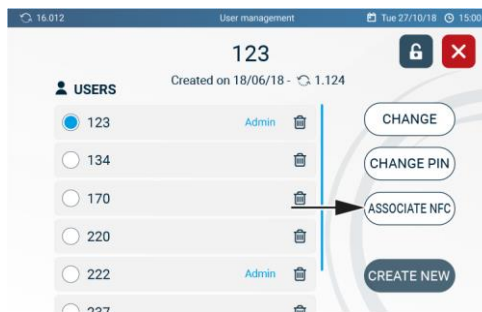 16.012 User management Tue 27/10/18 15:00
123
Created on 18/06/18 - 1.124
USERS
123 Admin
134
170
220
222 Admin
237
CHANGE
CHANGE PIN
ASSOCIATE NFC
CREATE NEW